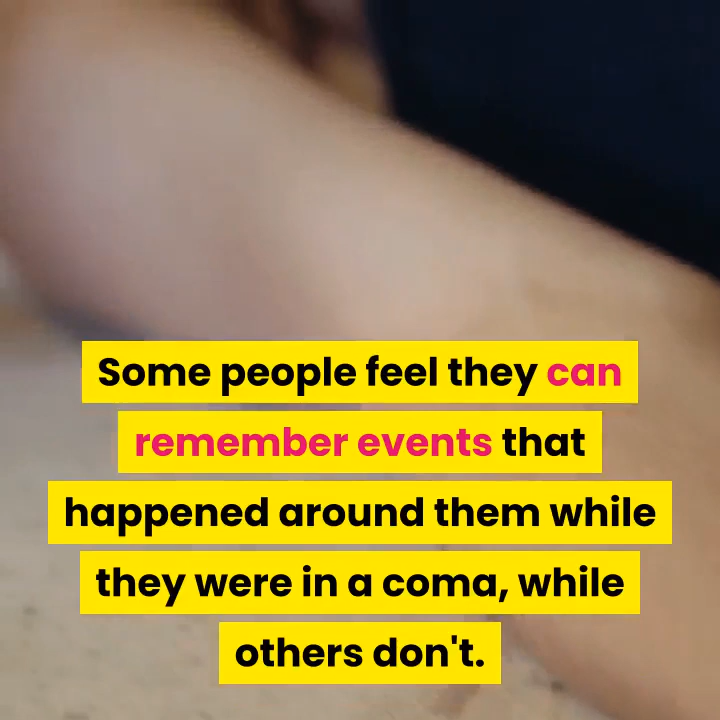 Some people feel they can
remember events that
happened around them while
they were in a coma, while
others don't.